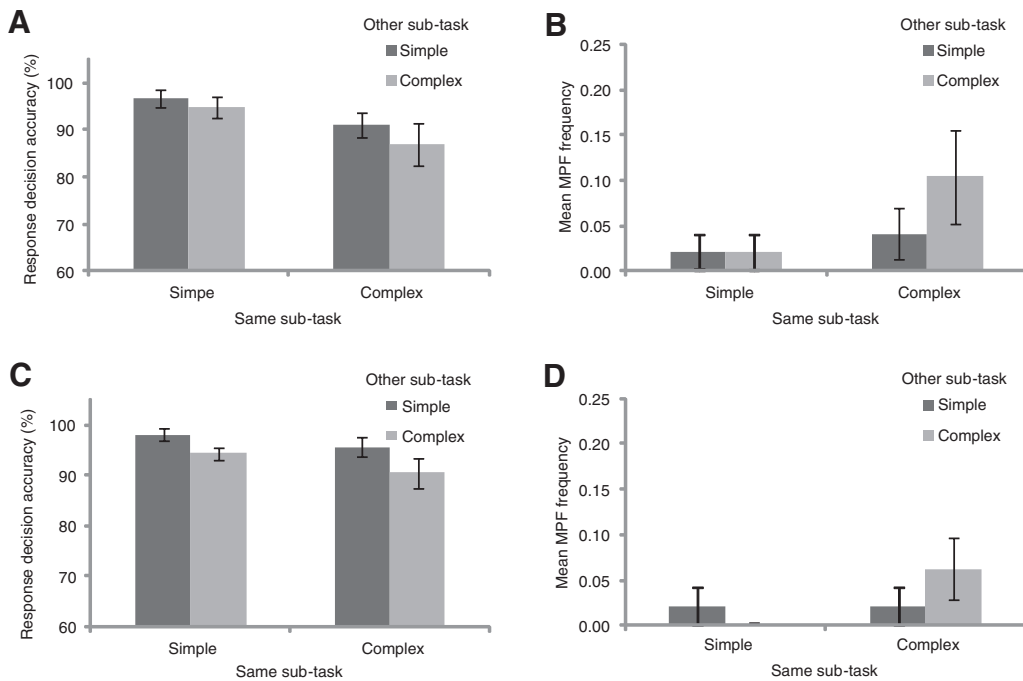 A
Other sub-task
Simple
Complex
Response decision accuracy (%)
100
90
80
70
60
Simpe
Complex
Same sub-task
B
Other sub-task
Simple
Complex
Mean MPF frequency
0.25
0.20
0.15
0.10
0.05
0.00
Simple
Complex
Same sub-task
C
Other sub-task
Simple
Complex
Response decision accuracy (%)
100
90
80
70
60
Simple
Complex
Same sub-task
D
Other sub-task
Simple
Complex
Mean MPF frequency
0.25
0.20
0.15
0.10
0.05
0.00
Simple
Complex
Same sub-task